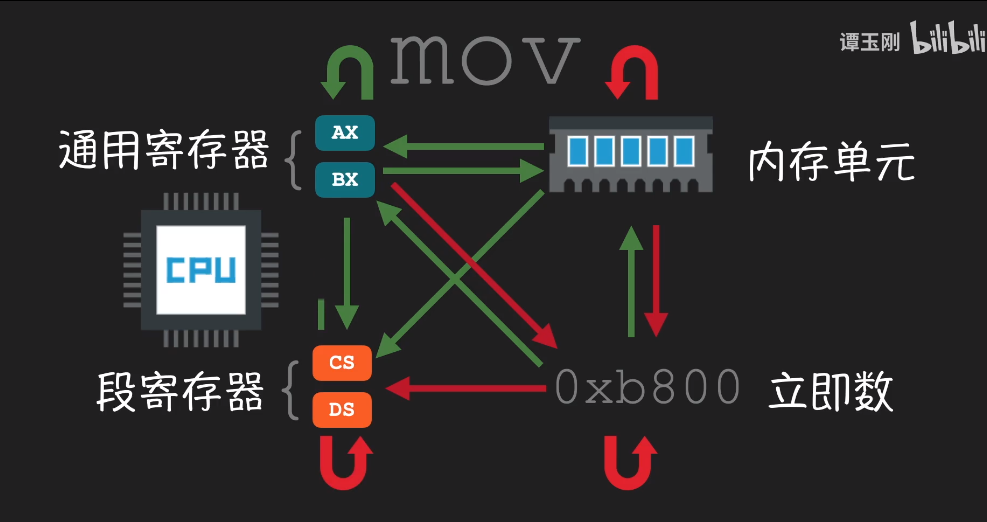 谭玉刚 bilibili
mov
通用寄存器
AX
BX
内存单元
CPU
段寄存器
CS
DS
0xb800
立即数